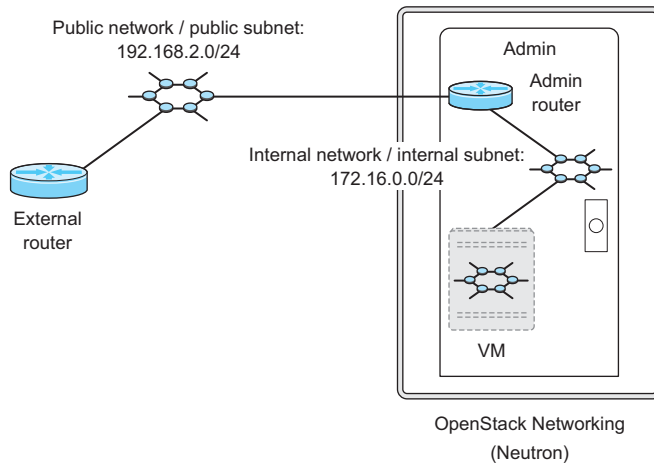 Public network / public subnet:
192.168.2.0/24
Admin
Admin
router
Internal network / internal subnet:
172.16.0.0/24
External
router
VM
OpenStack Networking
(Neutron)